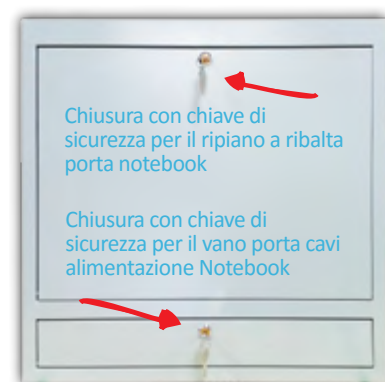 Chiusura con chiave di
sicurezza per il ripiano a ribalta
porta notebook
Chiusura con chiave di
sicurezza per il vano porta cavi
alimentazione Notebook